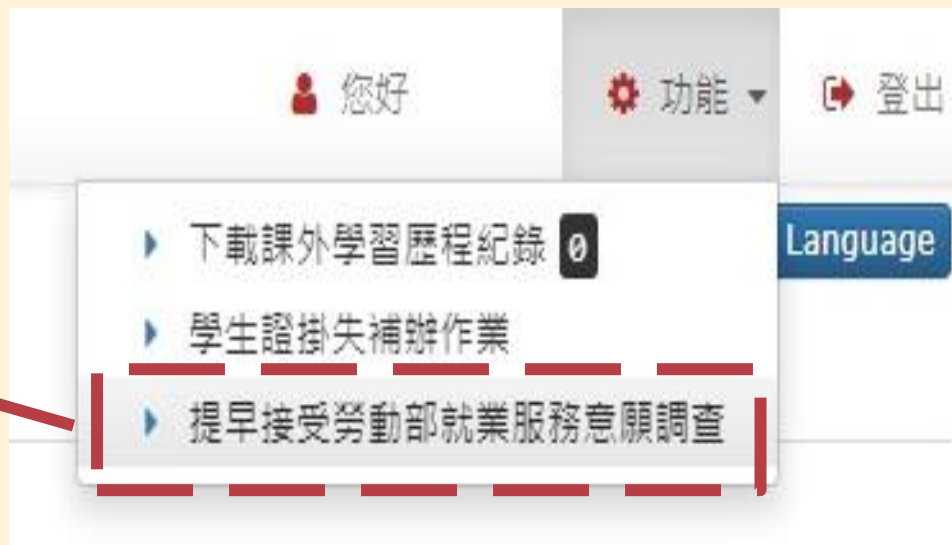 您好 功能 登出
下載課外學習歷程紀錄 0
Language
學生證掛失補辦作業
提早接受勞動部就業服務意願調查